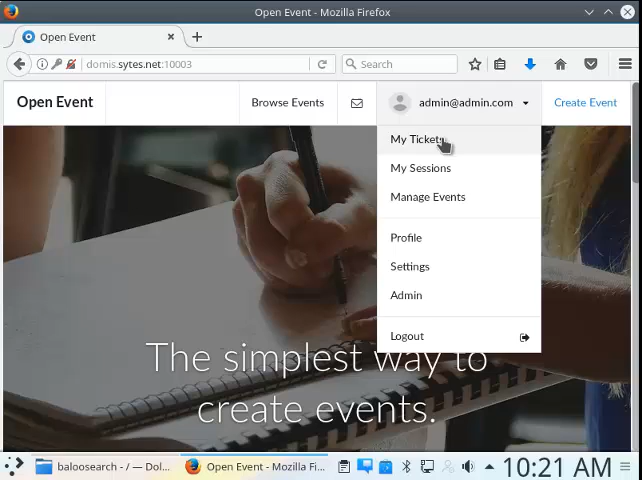 Open Event - Mozilla Firefox
Open Event
domis.sytes.net:10003
Search
Open Event
Browse Events
admin@admin.com
Create Event
My Tickets
My Sessions
Manage Events
Profile
Settings
Admin
Logout
The simplest way to
create events.
baloosearch - / — Dol...
Open Event - Mozilla Fi...
10:21 AM